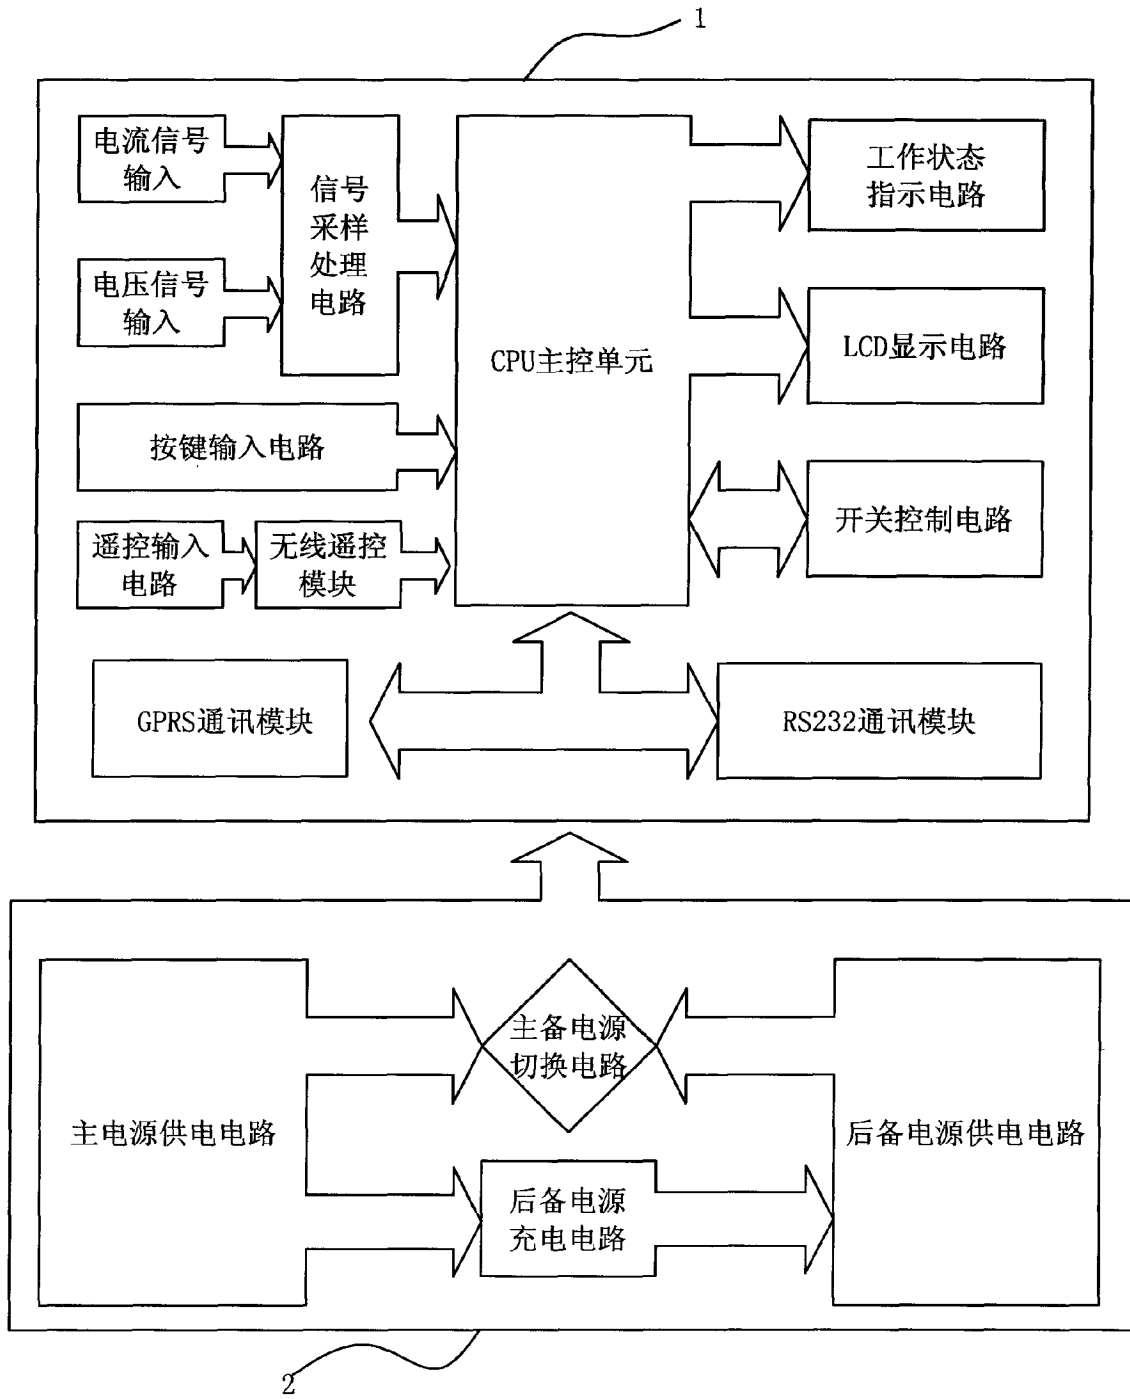 1
电流信号
输入
信号
采样
处理
电路
工作状态
指示电路
电压信号
输入
CPU主控单元
LCD显示电路
按键输入电路
开关控制电路
遥控输入
电路
无线遥控
模块
GPRS通讯模块
RS232通讯模块
主备电源
切换电路
主电源供电电路
后备电源供电电路
后备电源
充电电路
2